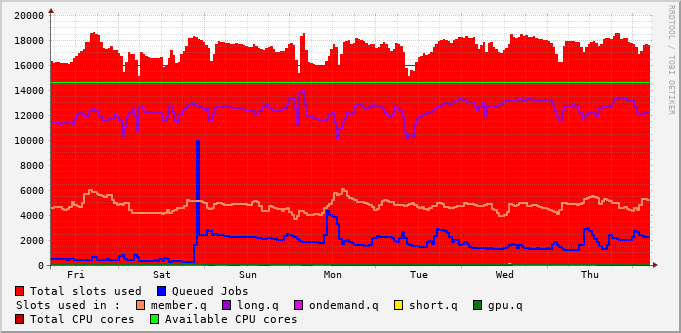 20000
18000
16000
14000
12000
10000
8000
6000
4000
2000
0
Fri Sat Sun Mon Tue Wed Thu
Total slots used Queued Jobs
Slots used in : member.q long.q ondemand.q short.q gpu.q
Total CPU cores Available CPU cores
RRDTOOL / TOBI OETIKER